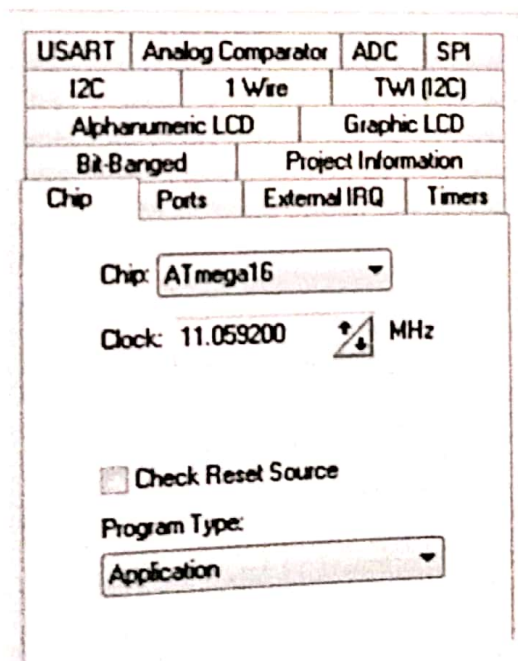 USART Analog Comparator ADC SPI
I2C 1 Wire TWI (I2C)
Alphanumeric LCD Graphic LCD
Bit-Banged Project Information
Chip Ports External IRQ Timers
Chip: ATmega16
Clock: 11.059200 MHz
Check Reset Source
Program Type:
Application